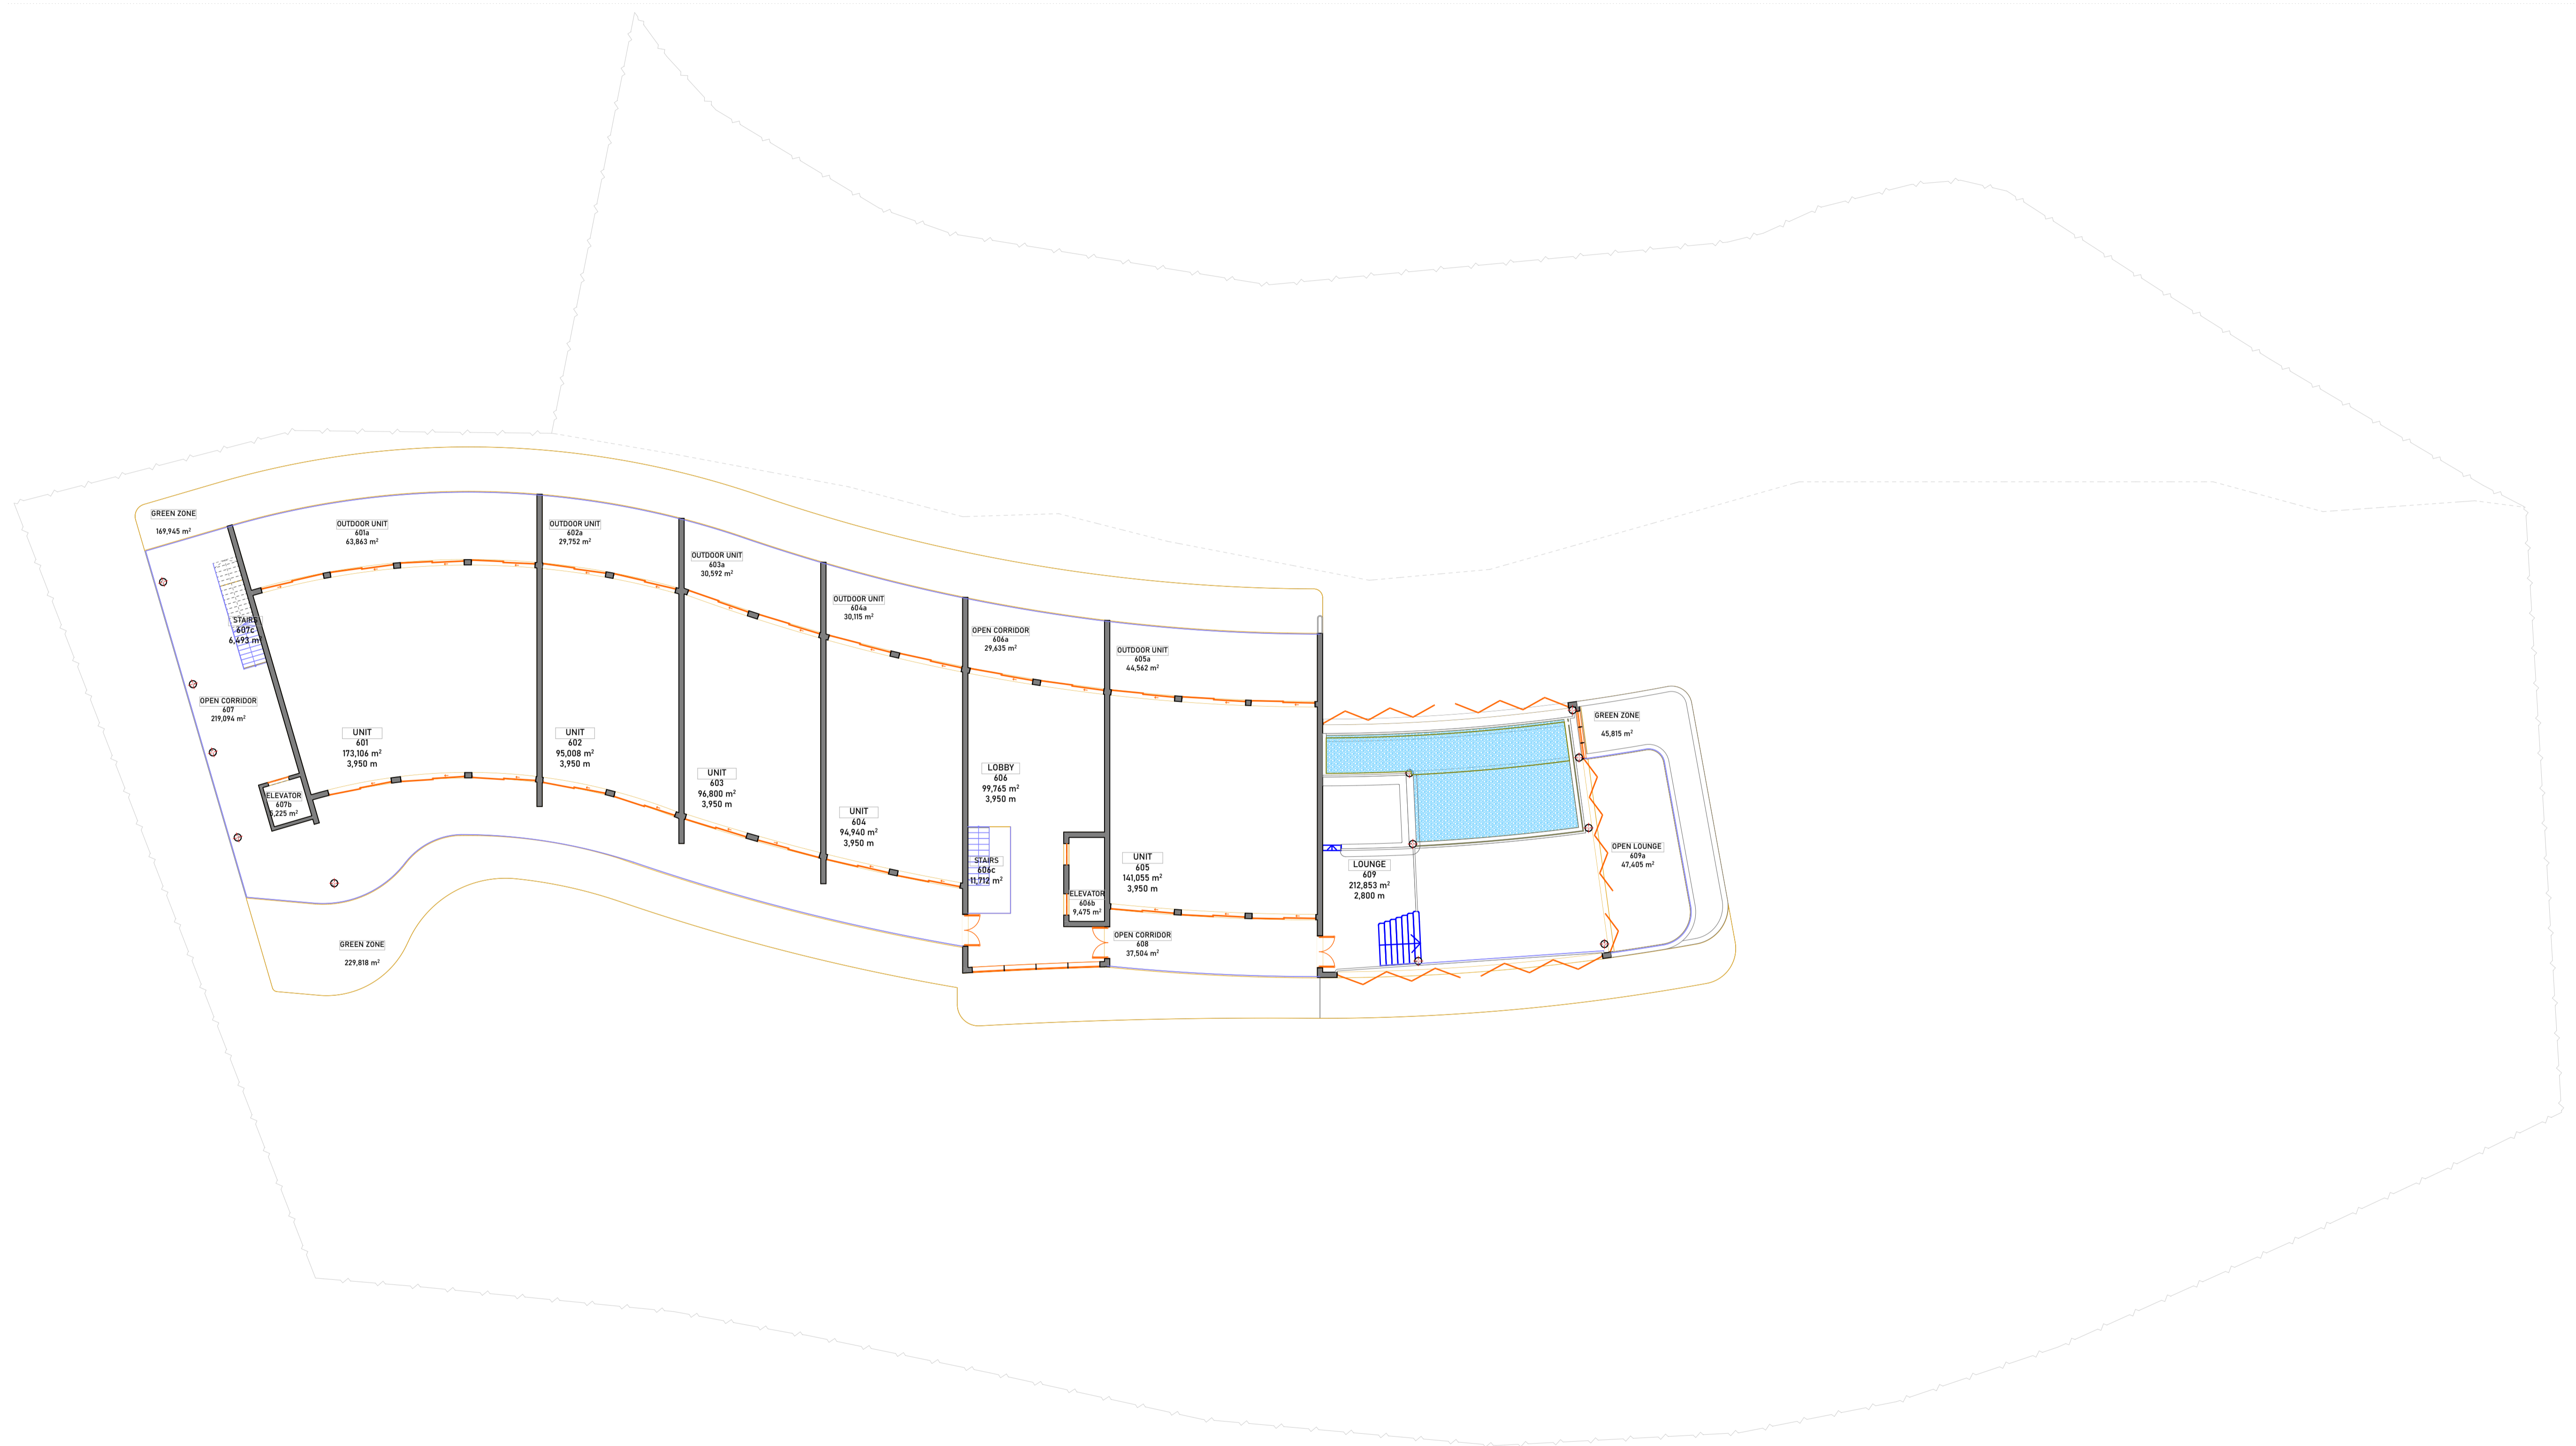 GREEN ZONE
169,945 m²
OUTDOOR UNIT
601a
63,863 m²
OUTDOOR UNIT
602a
29,752 m²
OUTDOOR UNIT
603a
30,592 m²
OUTDOOR UNIT
604a
30,115 m²
OPEN CORRIDOR
606a
29,635 m²
OUTDOOR UNIT
605a
44,562 m²
STAIRS
607c
6,493 m²
OPEN CORRIDOR
607
219,094 m²
ELEVATOR
607b
5,225 m²
UNIT
601
173,106 m²
3,950 m
UNIT
602
95,008 m²
3,950 m
UNIT
603
96,800 m²
3,950 m
UNIT
604
94,940 m²
3,950 m
LOBBY
606
99,765 m²
3,950 m
STAIRS
606c
11,712 m²
ELEVATOR
606b
9,475 m²
UNIT
605
141,055 m²
3,950 m
OPEN CORRIDOR
608
37,504 m²
LOUNGE
609
212,853 m²
2,800 m
GREEN ZONE
45,815 m²
OPEN LOUNGE
609a
47,405 m²
GREEN ZONE
229,818 m²